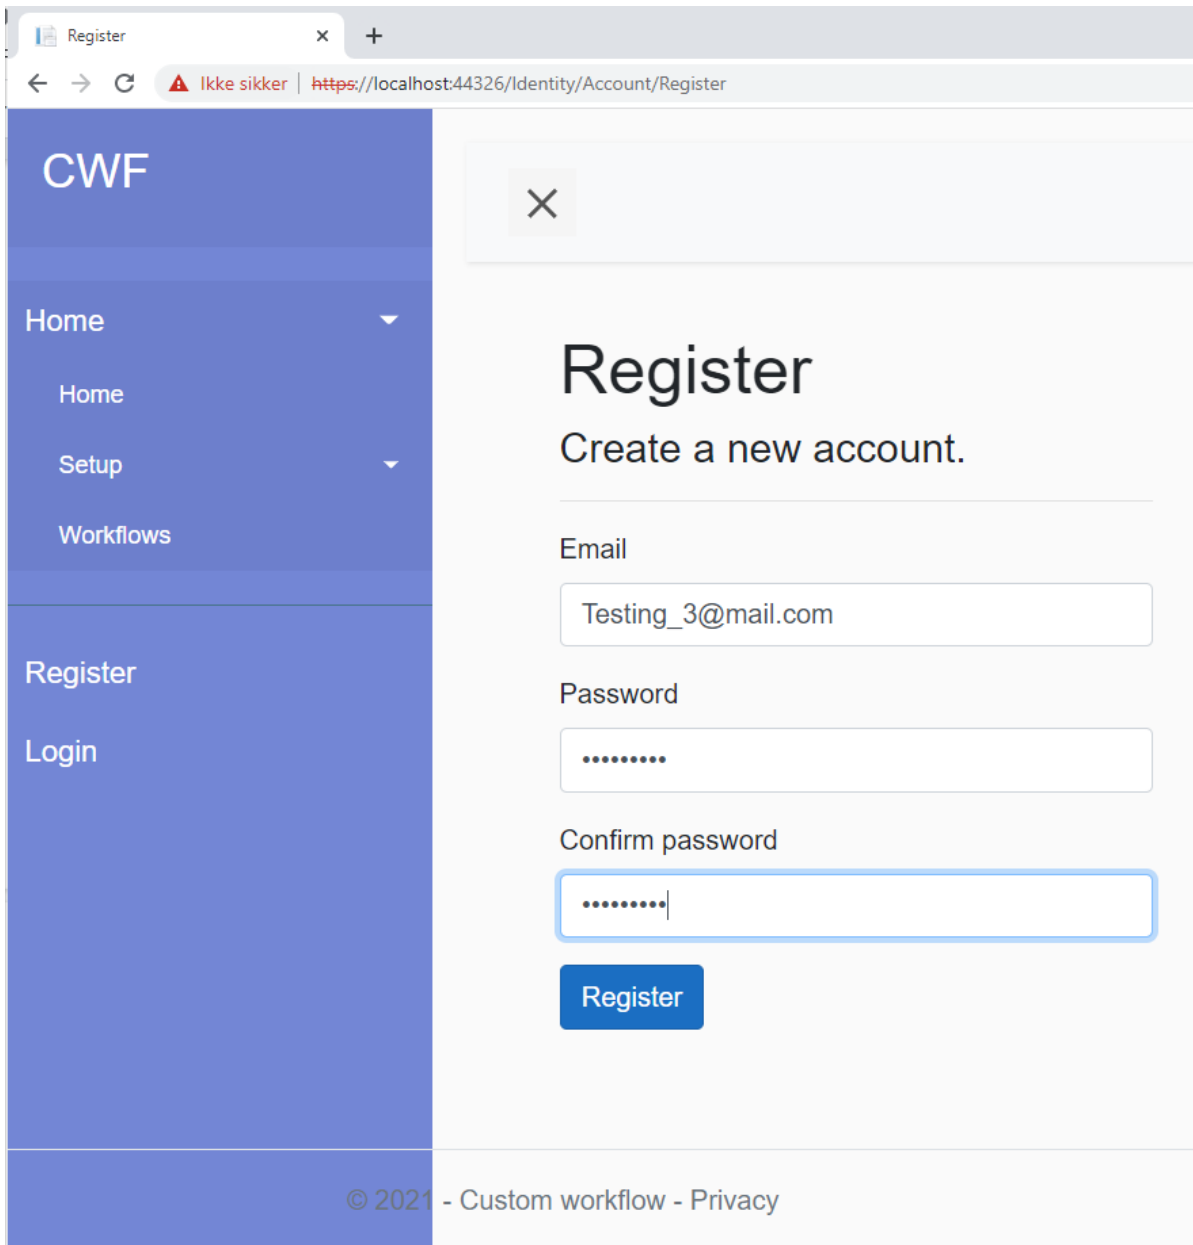 Register
Ikke sikker | https://localhost:44326/Identity/Account/Register
CWF
Home
Home
Setup
Workflows
Register
Login
Register
Create a new account.
Email
Testing_3@mail.com
Password
•••••••••
Confirm password
•••••••••
Register
© 2021 - Custom workflow - Privacy